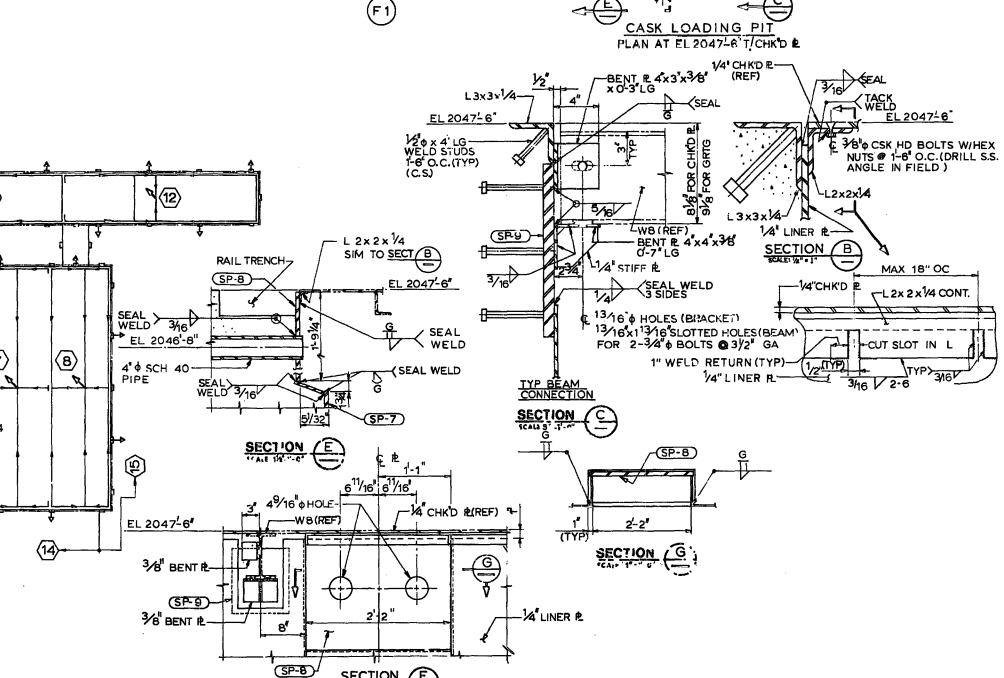 F1
E
C
CASK LOADING PIT
PLAN AT EL 2047'-6" T/CHK'D ℞
1/4" CHK'D ℞
(REF)
SEAL
3/16
TACK
WELD
EL 2047'-6"
3/8"φ CSK HD BOLTS W/HEX
NUTS @ 1'-6" O.C. (DRILL S.S.
ANGLE IN FIELD)
L2x2x1/4
L3x3x1/4
1/4" LINER ℞
SECTION B
1/2"
BENT ℞ 4"x3"x3/8"
x 0'-3" LG
4"
L3x3x1/4
SEAL
G
EL 2047'-6"
1/2"φ x 4" LG
WELD STUDS
1'-6" O.C. (TYP)
(C.S.)
3"
TYP
8 1/8" FOR CHK'D ℞
9 1/8" FOR GRTG
5/16
SP-9
W8 (REF)
BENT ℞ 4"x4"x3/8"
0'-7" LG
3/16
2-3/4"
1/4" STIFF ℞
1/4
SEAL WELD
3 SIDES
13/16"φ HOLES (BRACKET)
13/16"x1 13/16" SLOTTED HOLES (BEAM)
FOR 2-3/4"φ BOLTS @ 3 1/2" GA
TYP BEAM
CONNECTION
SECTION C
MAX 18" OC
1/4" CHK'D ℞
L2x2x1/4 CONT.
CUT SLOT IN L
1" WELD RETURN (TYP)
1/2"
(TYP)
TYP
1/4" LINER ℞
3/16
2-6
3/16
12
8
15
14
L 2x2x1/4
SIM TO SECT B
RAIL TRENCH
SP-8
EL 2047'-6"
SEAL
WELD
3/16
G
SEAL
WELD
EL 2046'-8"
1'-9 1/4"
4"φ SCH 40
PIPE
SEAL WELD
G
SEAL
WELD
3/16
SP-7
5 1/32"
SECTION E
℄ ℞
1'-1"
6 11/16" 6 11/16"
4 9/16"φ HOLE
3"
W8 (REF)
1/4" CHK'D ℞ (REF)
EL 2047'-6"
3/8" BENT ℞
G
SP-9
3/8" BENT ℞
2'-2"
8"
1/4" LINER ℞
SP-8
SECTION F
G
SP-8
G
1"
(TYP)
2'-2"
SECTION G